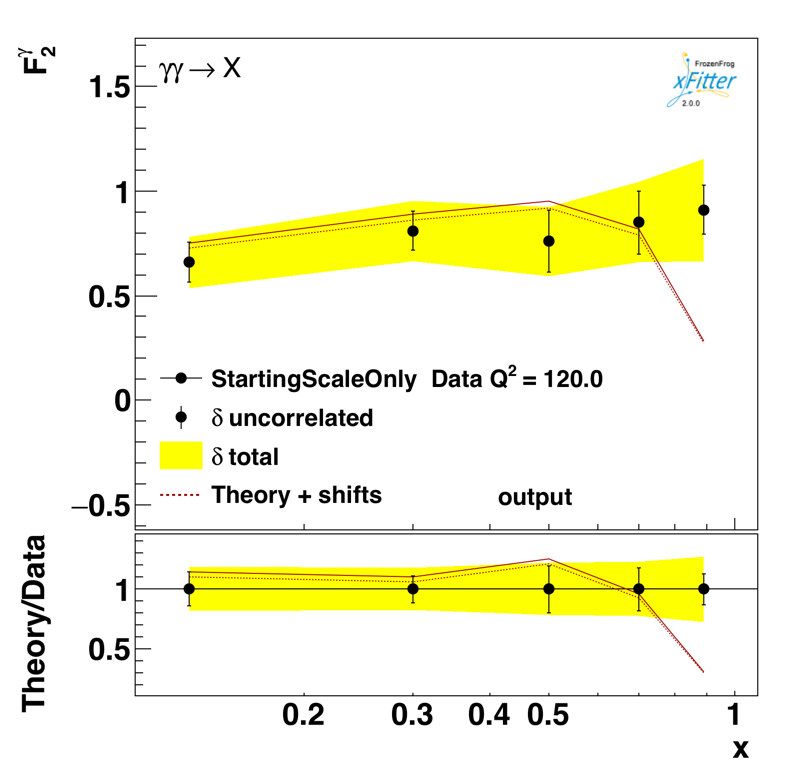 F₂^γ
γγ → X
FrozenFrog
xFitter
2.0.0
1.5
1
0.5
0
−0.5
StartingScaleOnly Data Q² = 120.0
δ uncorrelated
δ total
Theory + shifts
output
Theory/Data
1
0.5
0.2 0.3 0.4 0.5 1
x